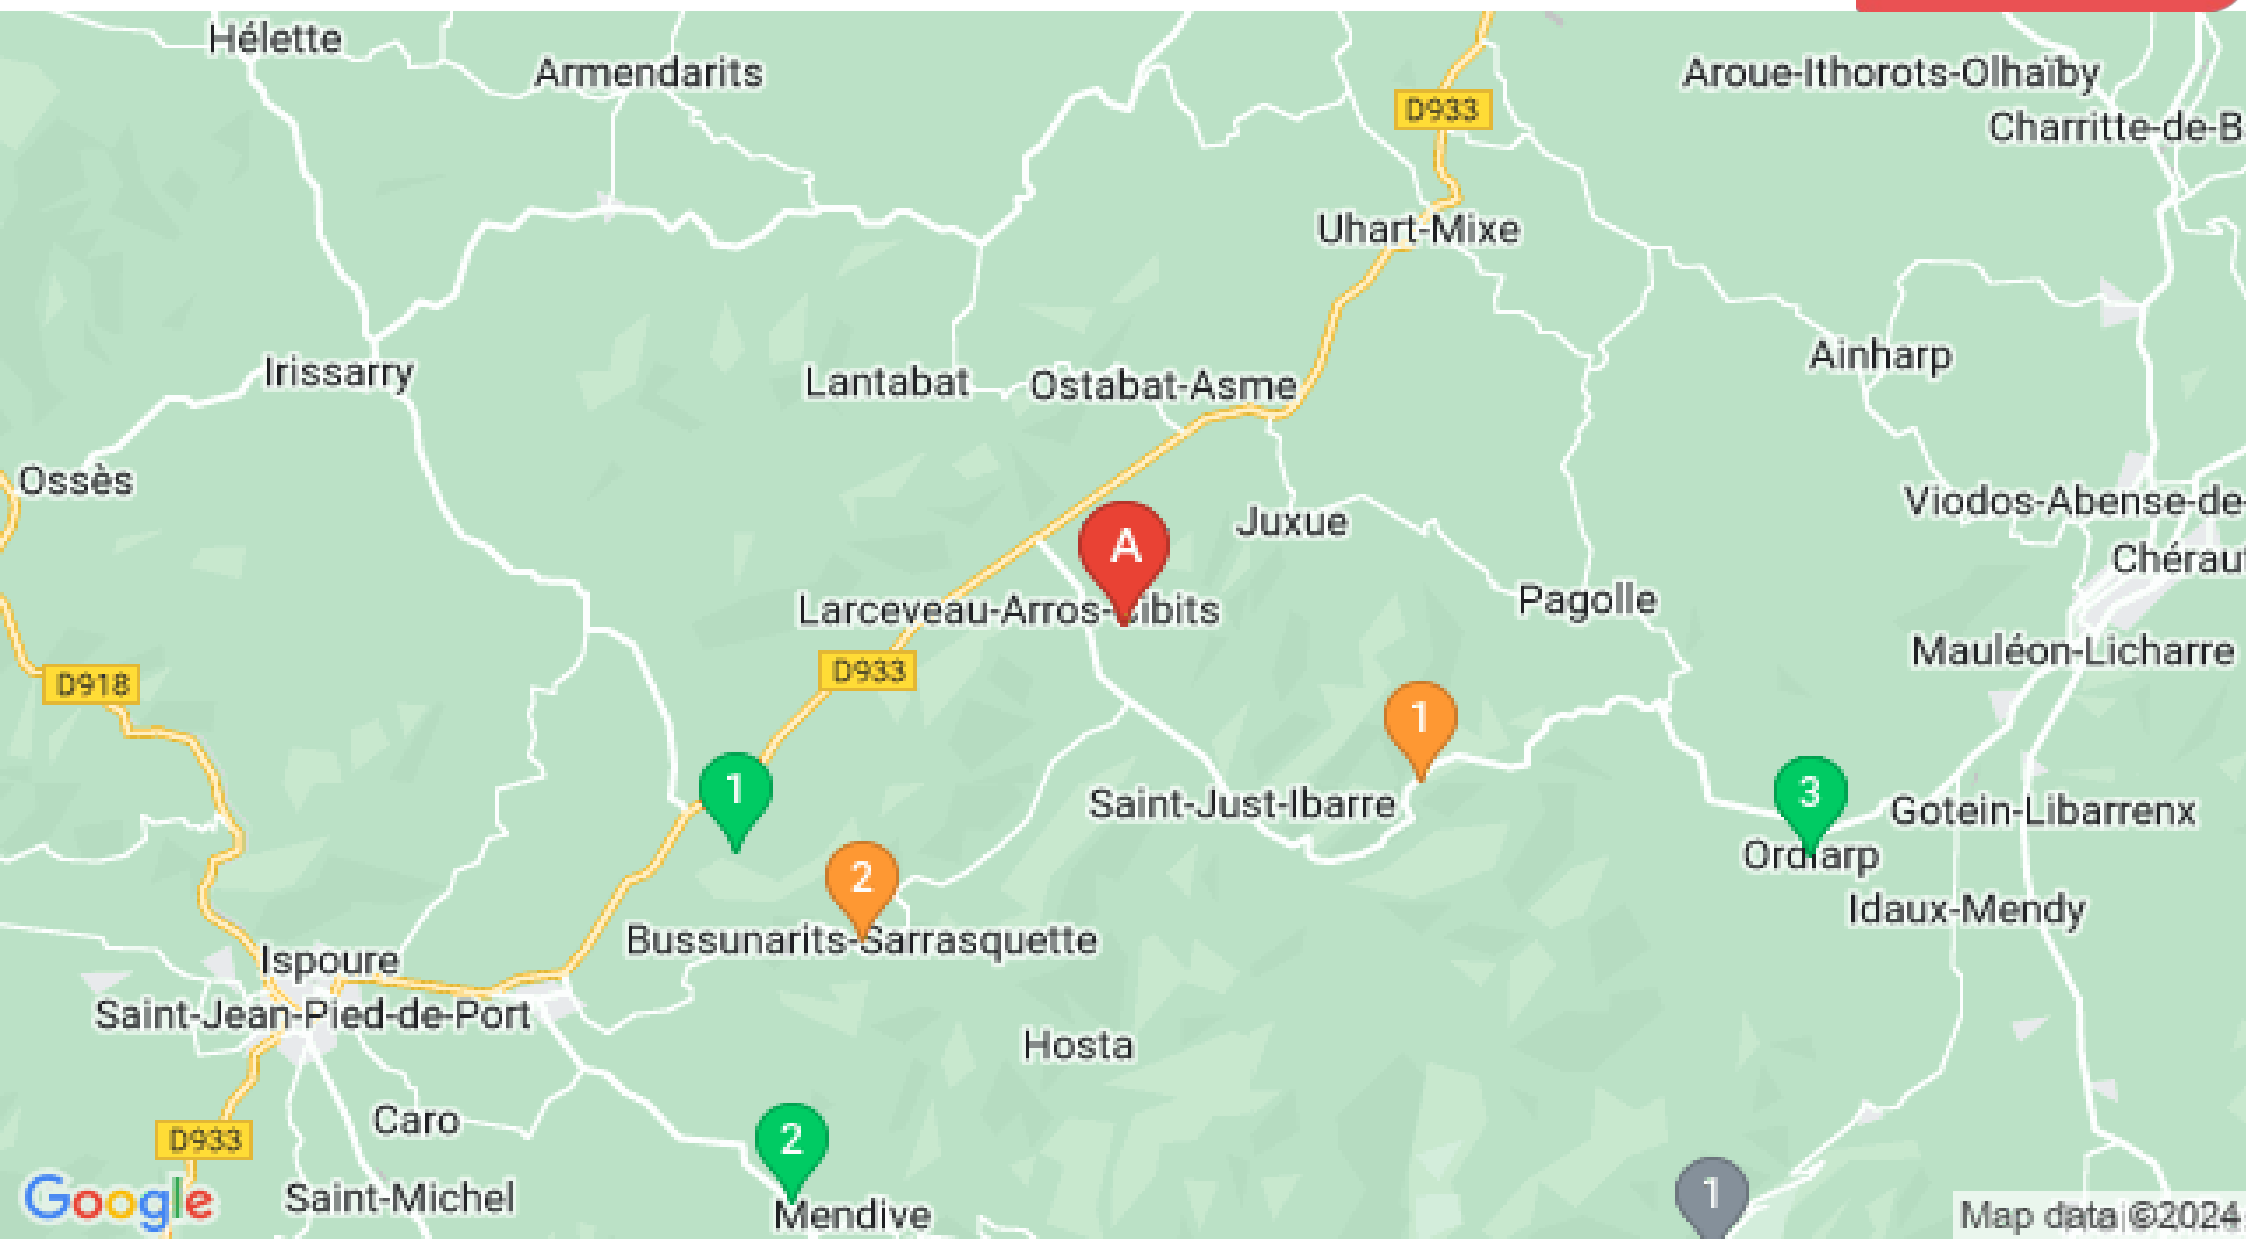 Hélette
Armendarits
Aroue-Ithorots-Olhaïby
D933
Charritte-de-B
Uhart-Mixe
Ainharp
Irissarry
Lantabat
Ostabat-Asme
Ossès
Viodos-Abense-de-
Juxue
A
Chéraut
Pagolle
Larceveau-Arros-Cibits
Mauléon-Licharre
D933
D918
1
1
3
Saint-Just-Ibarre
Gotein-Libarrenx
Ordiarp
2
Idaux-Mendy
Bussunarits-Sarrasquette
Ispoure
Saint-Jean-Pied-de-Port
Hosta
Caro
D933
2
1
Google
Saint-Michel
Mendive
Map data ©2024